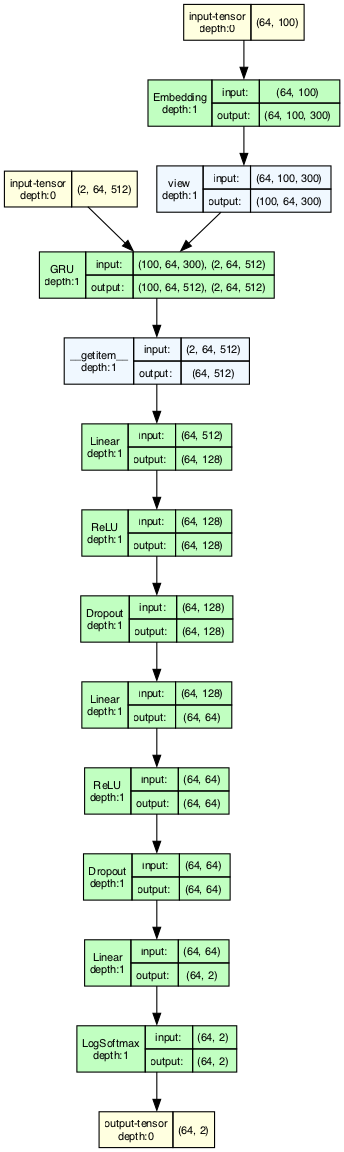 input-tensor
depth:0
(64, 100)
Embedding
depth:1
input:
(64, 100)
output:
(64, 100, 300)
input-tensor
depth:0
(2, 64, 512)
view
depth:1
input:
(64, 100, 300)
output:
(100, 64, 300)
GRU
depth:1
input:
(100, 64, 300), (2, 64, 512)
output:
(100, 64, 512), (2, 64, 512)
__getitem__
depth:1
input:
(2, 64, 512)
output:
(64, 512)
Linear
depth:1
input:
(64, 512)
output:
(64, 128)
ReLU
depth:1
input:
(64, 128)
output:
(64, 128)
Dropout
depth:1
input:
(64, 128)
output:
(64, 128)
Linear
depth:1
input:
(64, 128)
output:
(64, 64)
ReLU
depth:1
input:
(64, 64)
output:
(64, 64)
Dropout
depth:1
input:
(64, 64)
output:
(64, 64)
Linear
depth:1
input:
(64, 64)
output:
(64, 2)
LogSoftmax
depth:1
input:
(64, 2)
output:
(64, 2)
output-tensor
depth:0
(64, 2)